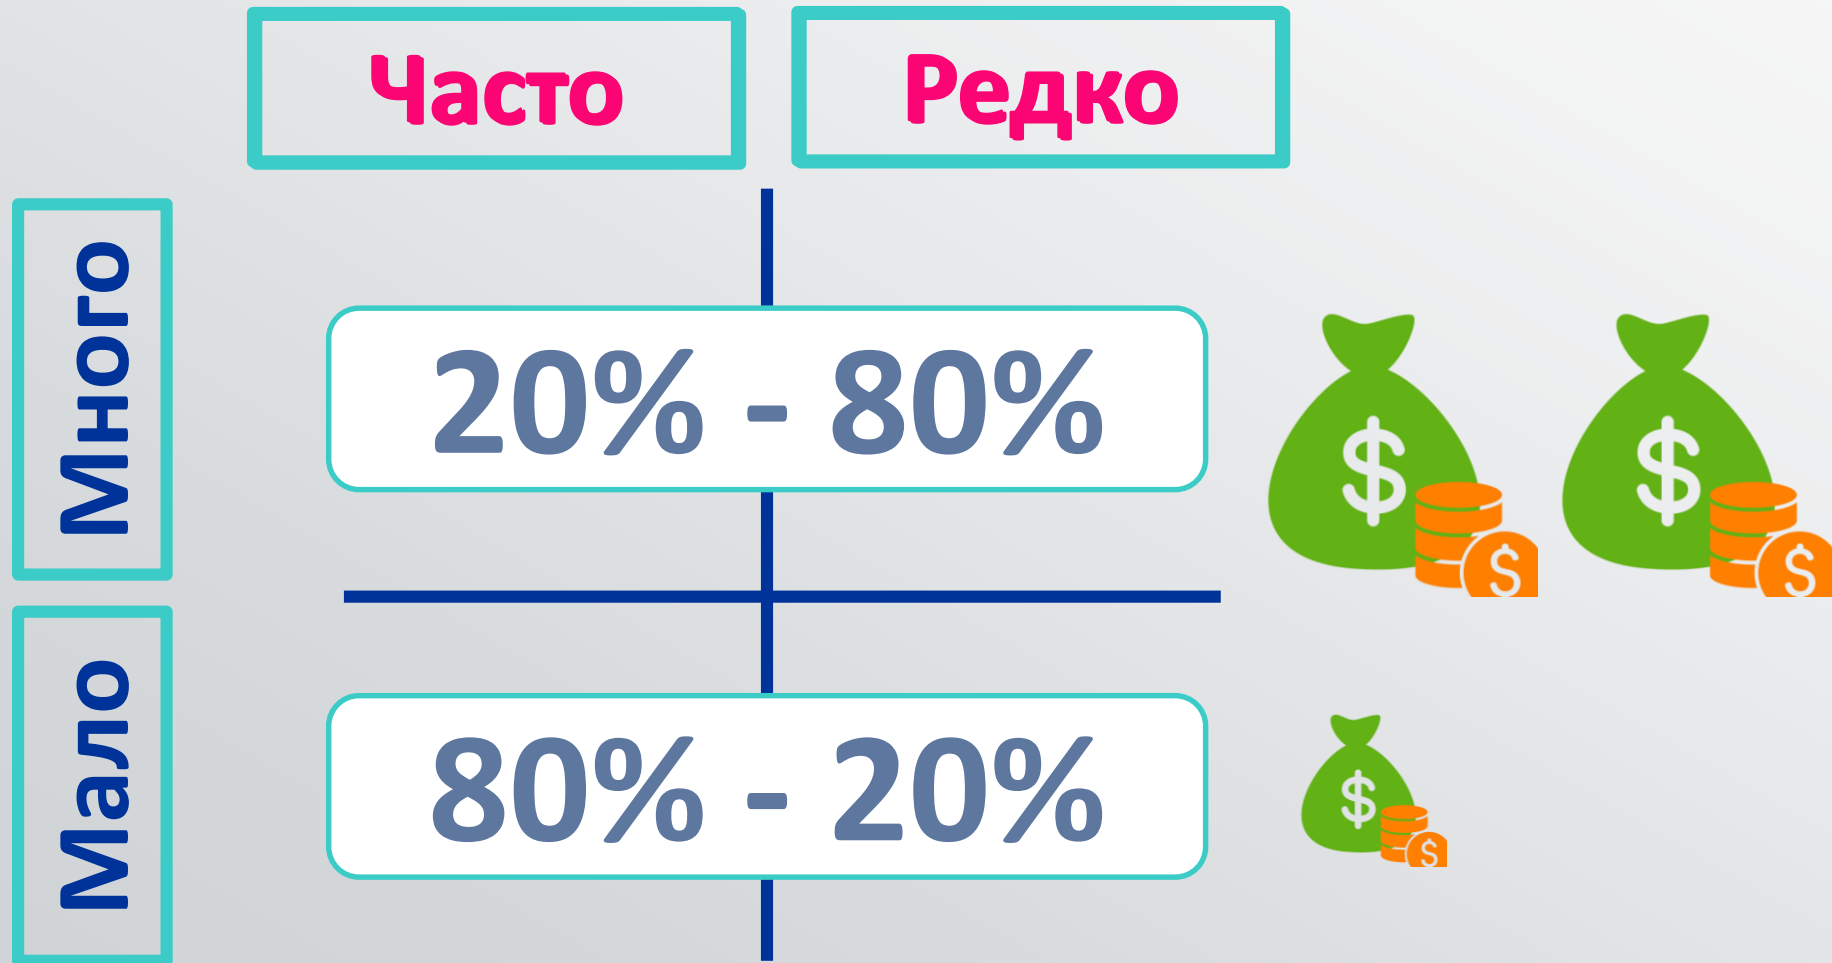 Часто
Редко
Много
20% - 80%
$
$
$
$
Мало
80% - 20%
$
$